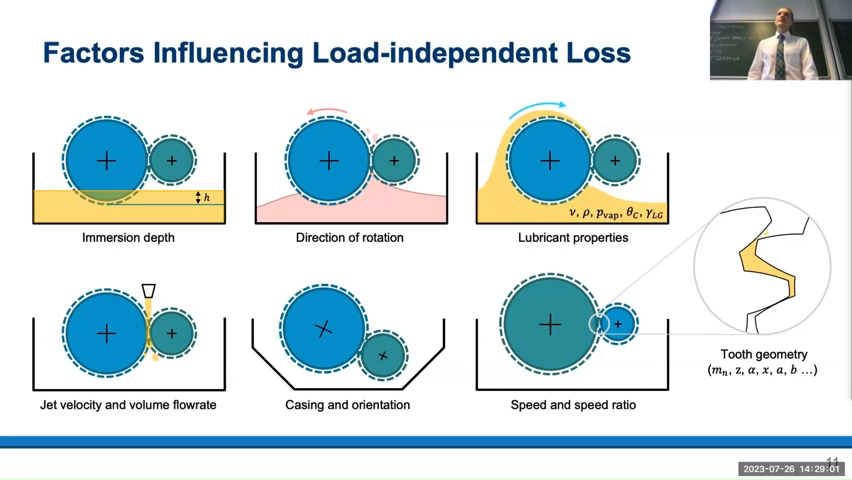 Factors Influencing Load-independent Loss
h
ν, ρ, p_vap, θ_C, γ_LG
Immersion depth
Direction of rotation
Lubricant properties
Tooth geometry
(m_n, z, α, x, a, b ...)
Jet velocity and volume flowrate
Casing and orientation
Speed and speed ratio
11
2023-07-26 14:29:01